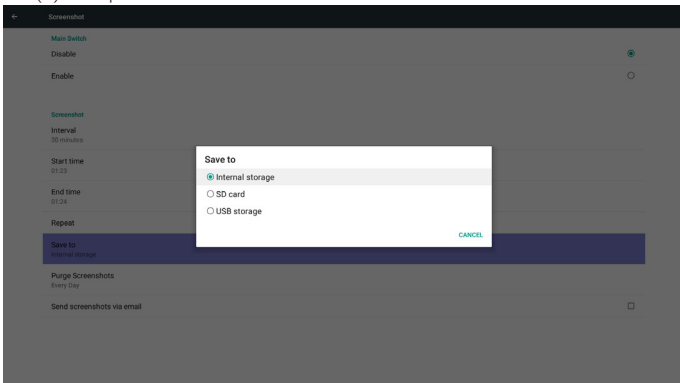 Screenshot
Main Switch
Disable
Enable
Screenshot
Interval
30 minutes
Start time
01:23
End time
01:24
Repeat
Save to
Internal storage
Purge Screenshots
Every Day
Send screenshots via email
Save to
Internal storage
SD card
USB storage
CANCEL